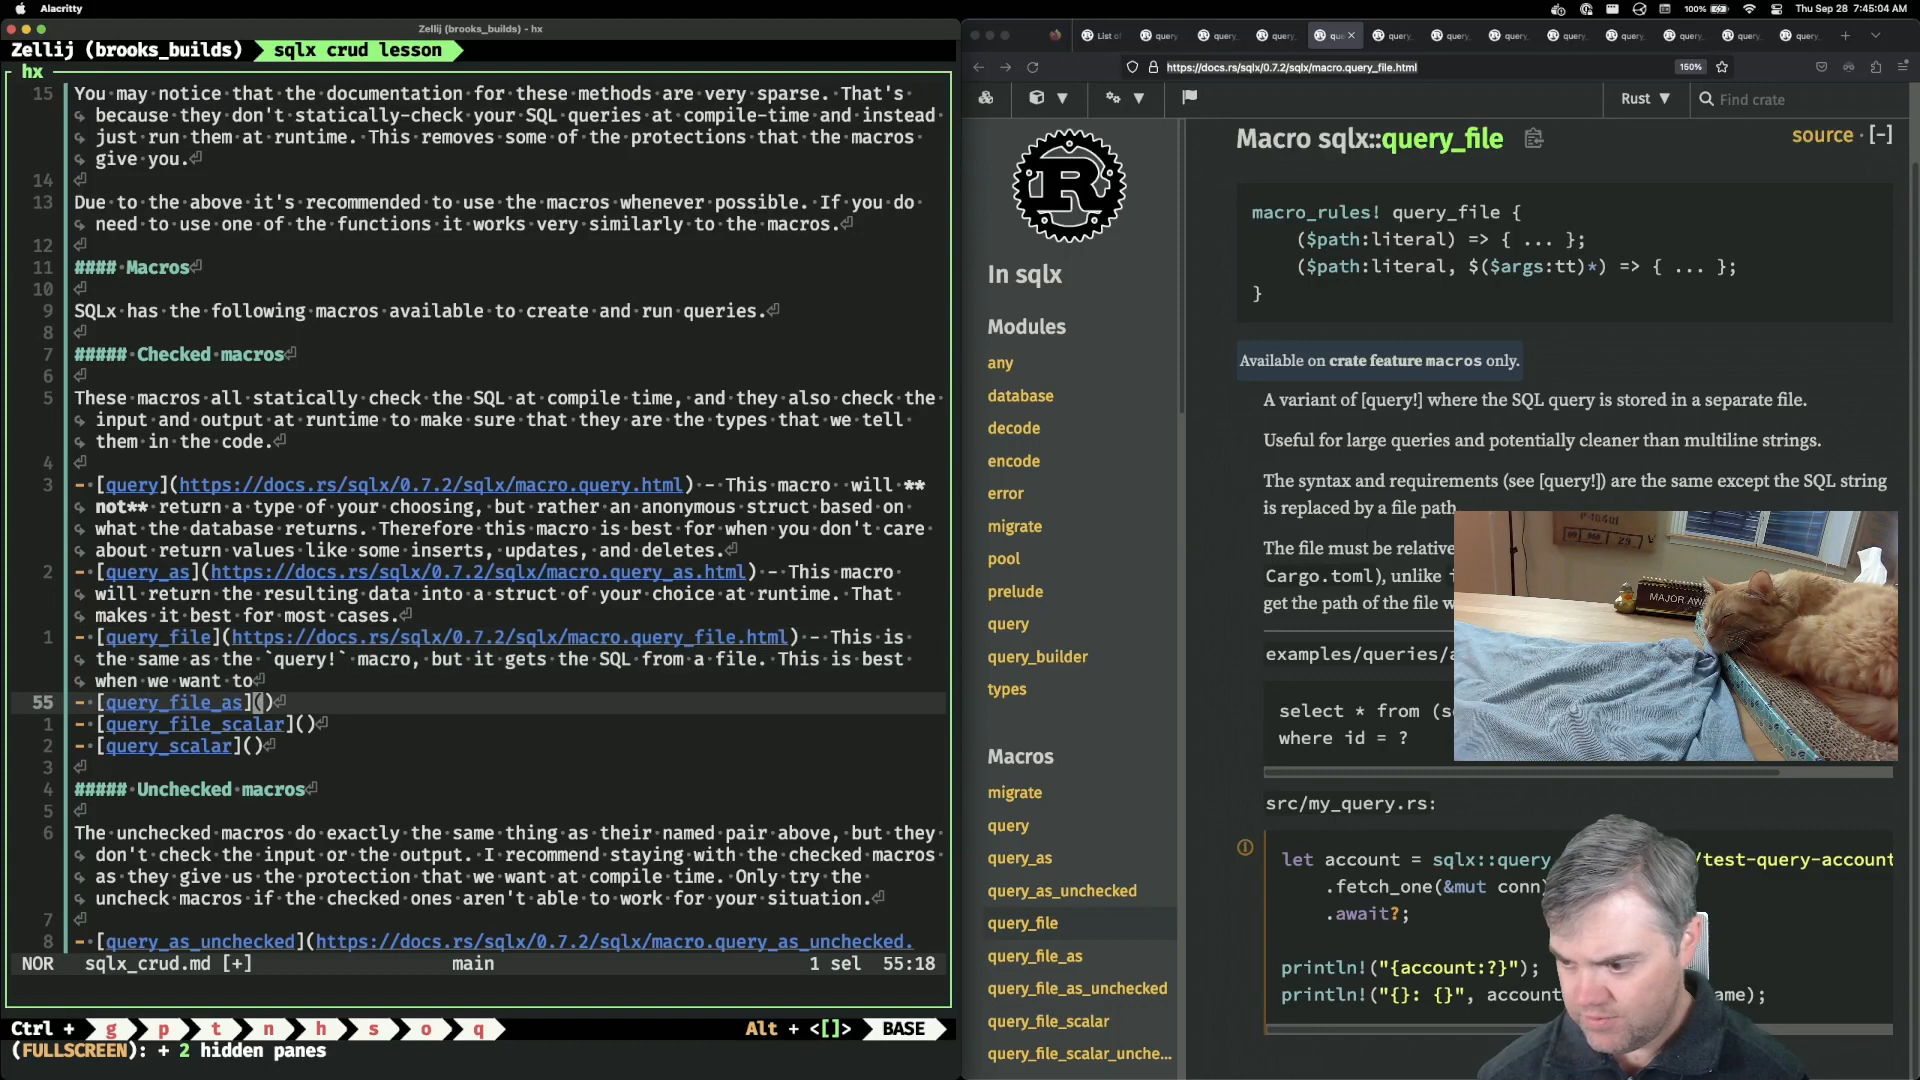 Alacritty
100%
Thu Sep 28 7:45:04 AM
Zellij (brooks_builds) - hx
Zellij (brooks_builds) sqlx crud lesson
hx
15 You may notice that the documentation for these methods are very sparse. That's
because they don't statically-check your SQL queries at compile-time and instead
just run them at runtime. This removes some of the protections that the macros
give you.
14
13 Due to the above it's recommended to use the macros whenever possible. If you do
need to use one of the functions it works very similarly to the macros.
12
11 #### Macros
10
9 SQLx has the following macros available to create and run queries.
8
7 ##### Checked macros
6
5 These macros all statically check the SQL at compile time, and they also check the
input and output at runtime to make sure that they are the types that we tell
them in the code.
4
3 - [query](https://docs.rs/sqlx/0.7.2/sqlx/macro.query.html) - This macro will **
not** return a type of your choosing, but rather an anonymous struct based on
what the database returns. Therefore this macro is best for when you don't care
about return values like some inserts, updates, and deletes.
2 - [query_as](https://docs.rs/sqlx/0.7.2/sqlx/macro.query_as.html) - This macro
will return the resulting data into a struct of your choice at runtime. That
makes it best for most cases.
1 - [query_file](https://docs.rs/sqlx/0.7.2/sqlx/macro.query_file.html) - This is
the same as the `query!` macro, but it gets the SQL from a file. This is best
when we want to
55 - [query_file_as]()
1 - [query_file_scalar]()
2 - [query_scalar]()
3
4 ##### Unchecked macros
5
6 The unchecked macros do exactly the same thing as their named pair above, but they
don't check the input or the output. I recommend staying with the checked macros
as they give us the protection that we want at compile time. Only try the
uncheck macros if the checked ones aren't able to work for your situation.
7
8 - [query_as_unchecked](https://docs.rs/sqlx/0.7.2/sqlx/macro.query_as_unchecked.
NOR sqlx_crud.md [+] main 1 sel 55:18
Ctrl + g p t n h s o q Alt + <[]> BASE
(FULLSCREEN): + 2 hidden panes
List of query query query que query query query query query query query query
https://docs.rs/sqlx/0.7.2/sqlx/macro.query_file.html
150%
Rust Find crate
In sqlx
Modules
any
database
decode
encode
error
migrate
pool
prelude
query
query_builder
types
Macros
migrate
query
query_as
query_as_unchecked
query_file
query_file_as
query_file_as_unchecked
query_file_scalar
query_file_scalar_unche...
Macro sqlx::query_file
source · [-]
macro_rules! query_file {
($path:literal) => { ... };
($path:literal, $($args:tt)*) => { ... };
}
Available on crate feature macros only.
A variant of [query!] where the SQL query is stored in a separate file.
Useful for large queries and potentially cleaner than multiline strings.
The syntax and requirements (see [query!]) are the same except the SQL string
is replaced by a file path
The file must be relative
Cargo.toml), unlike
get the path of the file
examples/queries/
select * from
where id = ?
src/my_query.rs:
let account = sqlx::query /test-query-account
.fetch_one(&mut conn)
.await?;
println!("{account:?}");
println!("{}: {}", account
MAJOR